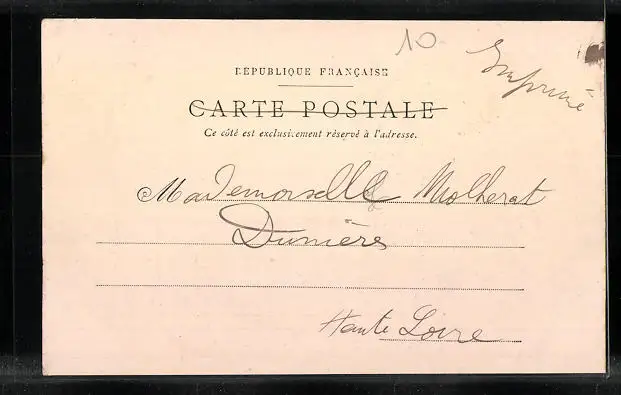 10
Imprimé
RÉPUBLIQUE FRANÇAISE
CARTE POSTALE
Ce côté est exclusivement réservé à l'adresse.
Mademoiselle Molherat
Dunières
Haute Loire